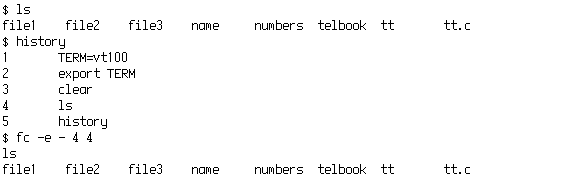 $ ls
file1 file2 file3 name numbers telbook tt tt.c
$ history
1 TERM=vt100
2 export TERM
3 clear
4 ls
5 history
$ fc -e - 4 4
ls
file1 file2 file3 name numbers telbook tt tt.c